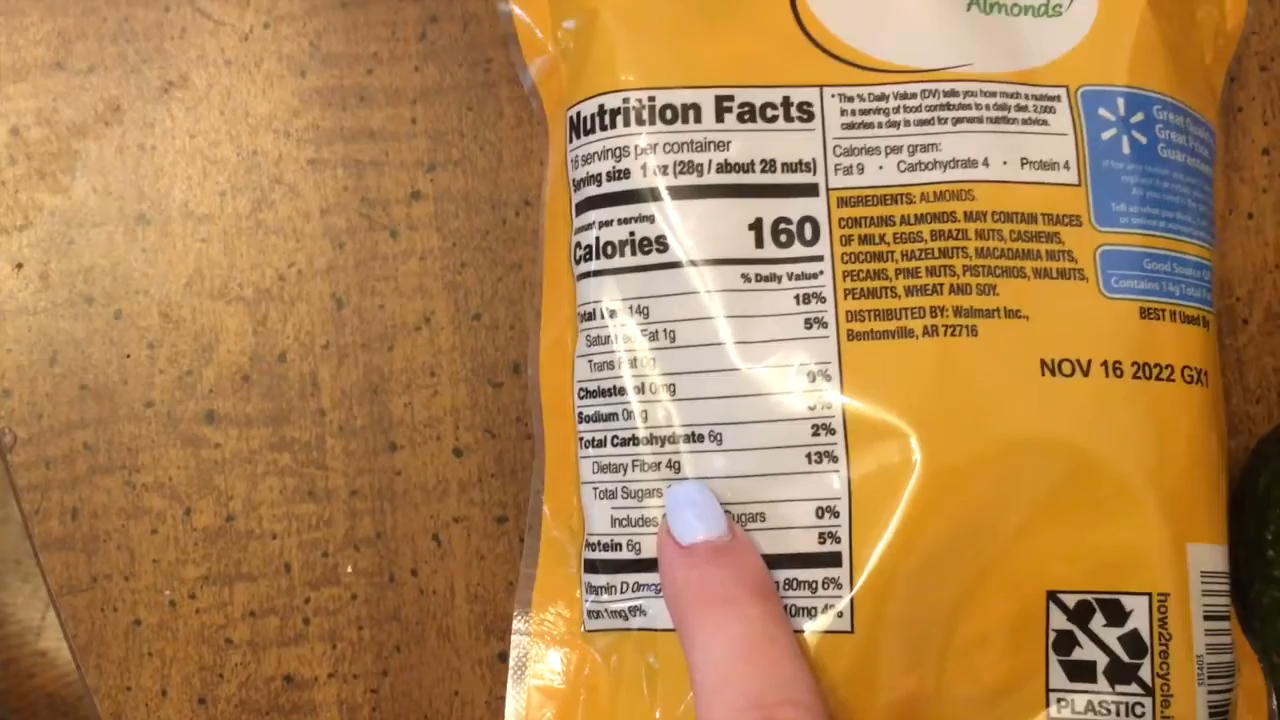 Almonds
Nutrition Facts
16 servings per container
Serving size 1 oz (28g / about 28 nuts)
Amount per serving
Calories 160
% Daily Value*
Total Fat 14g 18%
Saturated Fat 1g 5%
Trans Fat 0g
Cholesterol 0mg 0%
Sodium 0mg 0%
Total Carbohydrate 6g 2%
Dietary Fiber 4g 13%
Total Sugars
Includes Sugars 0%
Protein 6g 5%
Vitamin D 0mcg 80mg 6%
Iron 1mg 6% 4%
*The % Daily Value (DV) tells you how much a nutrient
in a serving of food contributes to a daily diet. 2,000
calories a day is used for general nutrition advice.
Calories per gram:
Fat 9 • Carbohydrate 4 • Protein 4
INGREDIENTS: ALMONDS.
CONTAINS ALMONDS. MAY CONTAIN TRACES
OF MILK, EGGS, BRAZIL NUTS, CASHEWS,
COCONUT, HAZELNUTS, MACADAMIA NUTS,
PECANS, PINE NUTS, PISTACHIOS, WALNUTS,
PEANUTS, WHEAT AND SOY.
DISTRIBUTED BY: Walmart Inc.,
Bentonville, AR 72716
Great
Great
Good Source
Contains 14g Total
BEST If Used By
NOV 16 2022 GX1
PLASTIC
how2recycle.i